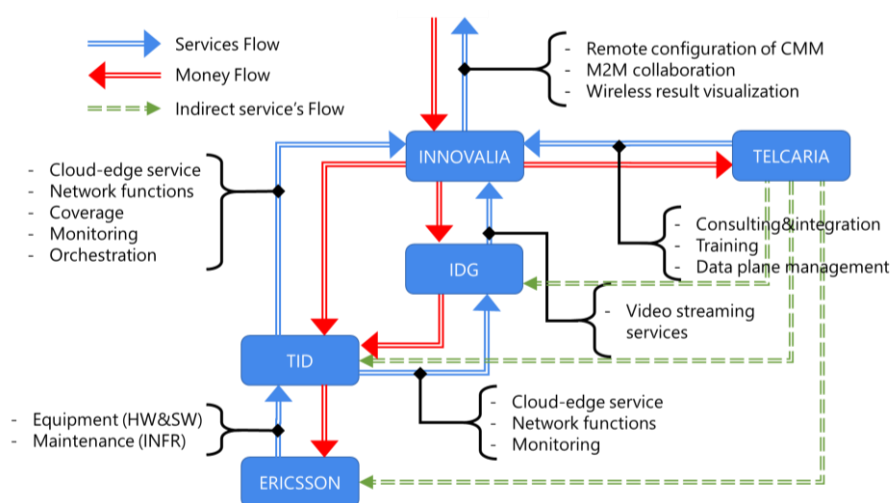 Services Flow
Money Flow
Indirect service's Flow
- Remote configuration of CMM
- M2M collaboration
- Wireless result visualization
INNOVALIA
TELCARIA
- Cloud-edge service
- Network functions
- Coverage
- Monitoring
- Orchestration
- Consulting&integration
- Training
- Data plane management
IDG
- Video streaming
services
TID
- Cloud-edge service
- Network functions
- Monitoring
- Equipment (HW&SW)
- Maintenance (INFR)
ERICSSON